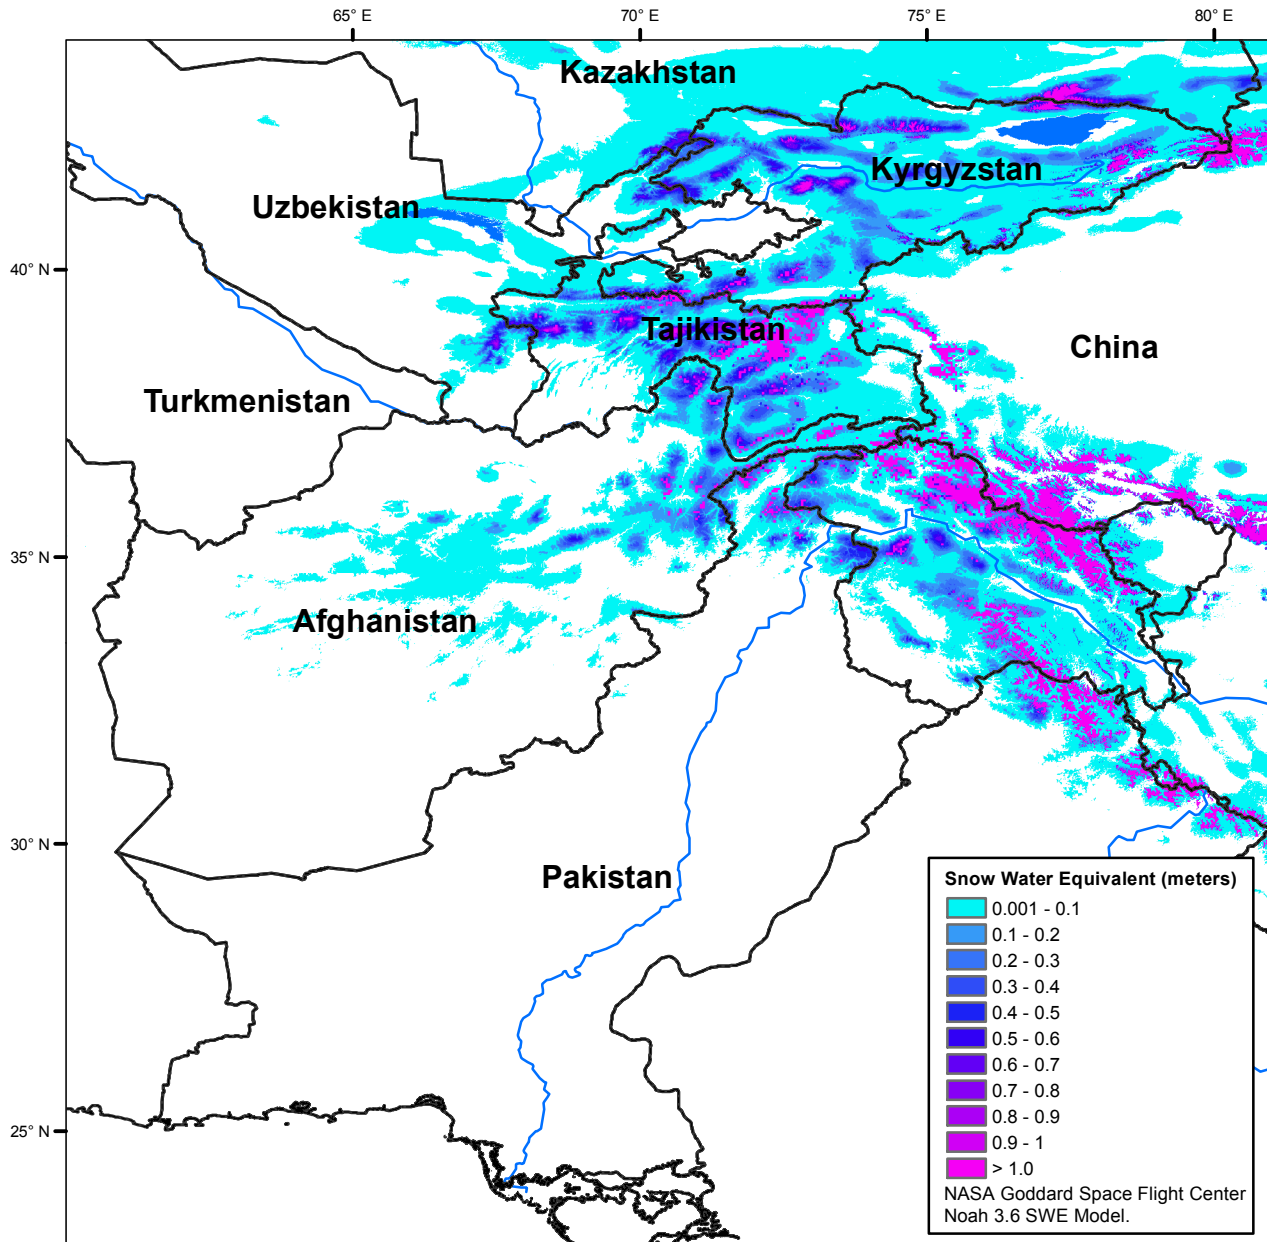 65° E
70° E
75° E
80° E
Kazakhstan
Kyrgyzstan
Uzbekistan
40° N
Tajikistan
China
Turkmenistan
35° N
Afghanistan
30° N
Pakistan
25° N
Snow Water Equivalent (meters)
0.001 - 0.1
0.1 - 0.2
0.2 - 0.3
0.3 - 0.4
0.4 - 0.5
0.5 - 0.6
0.6 - 0.7
0.7 - 0.8
0.8 - 0.9
0.9 - 1
> 1.0
NASA Goddard Space Flight Center
Noah 3.6 SWE Model.